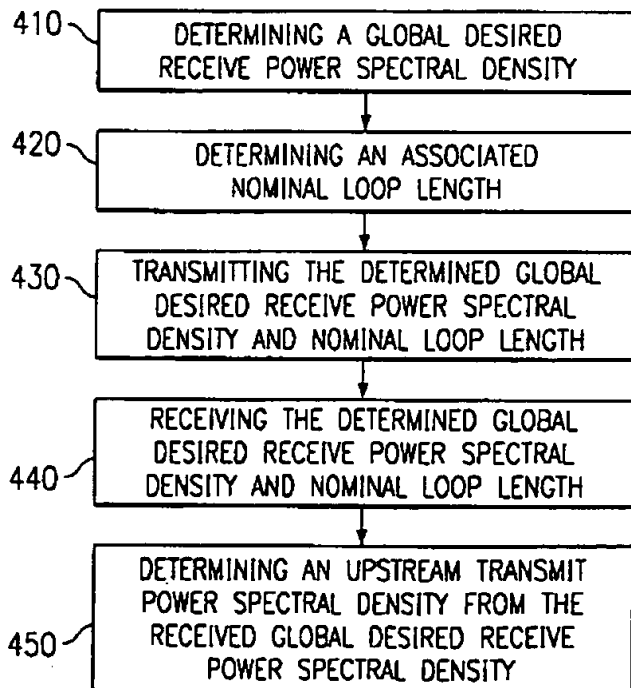 410
DETERMINING A GLOBAL DESIRED
RECEIVE POWER SPECTRAL DENSITY
420
DETERMINING AN ASSOCIATED
NOMINAL LOOP LENGTH
430
TRANSMITTING THE DETERMINED GLOBAL
DESIRED RECEIVE POWER SPECTRAL
DENSITY AND NOMINAL LOOP LENGTH
440
RECEIVING THE DETERMINED GLOBAL
DESIRED RECEIVE POWER SPECTRAL
DENSITY AND NOMINAL LOOP LENGTH
450
DETERMINING AN UPSTREAM TRANSMIT
POWER SPECTRAL DENSITY FROM THE
RECEIVED GLOBAL DESIRED RECEIVE
POWER SPECTRAL DENSITY